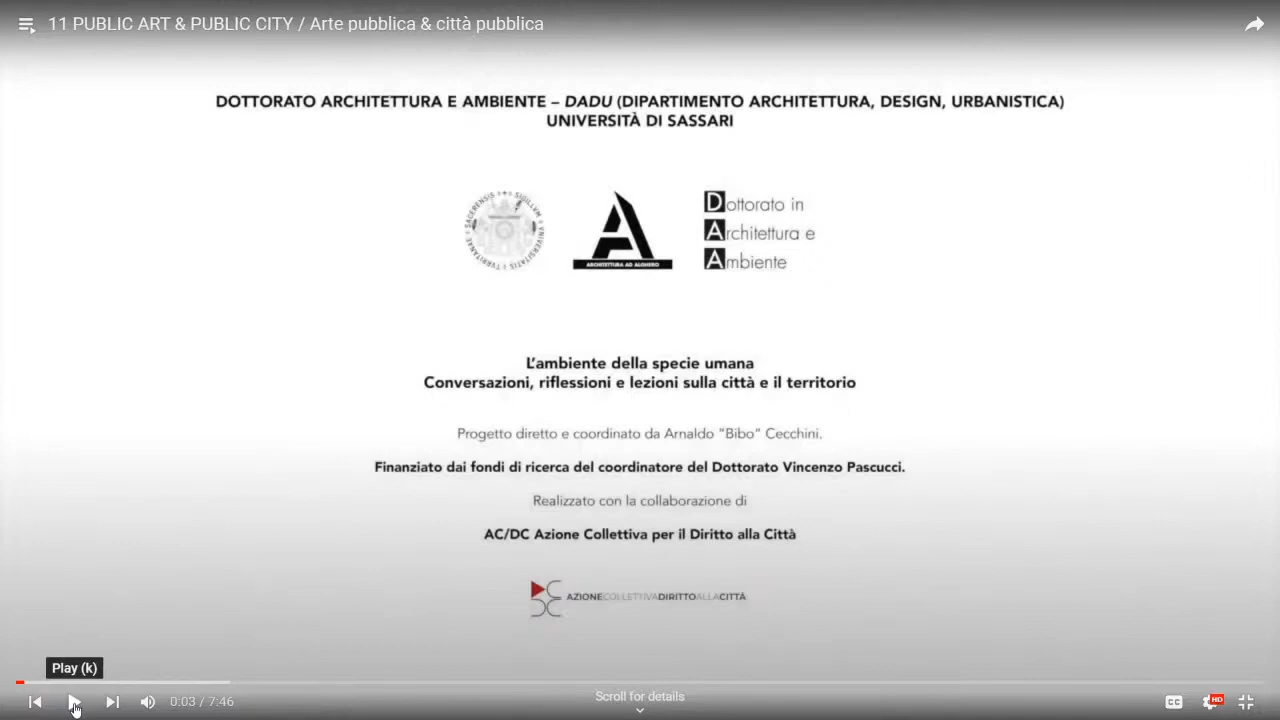 11 PUBLIC ART & PUBLIC CITY / Arte pubblica & città pubblica
DOTTORATO ARCHITETTURA E AMBIENTE – DADU (DIPARTIMENTO ARCHITETTURA, DESIGN, URBANISTICA)
UNIVERSITÀ DI SASSARI
ARCHITETTURA AD ALGHERO
Dottorato in
Architettura e
Ambiente
L'ambiente della specie umana
Conversazioni, riflessioni e lezioni sulla città e il territorio
Progetto diretto e coordinato da Arnaldo "Bibo" Cecchini.
Finanziato dai fondi di ricerca del coordinatore del Dottorato Vincenzo Pascucci.
Realizzato con la collaborazione di
AC/DC Azione Collettiva per il Diritto alla Città
AZIONECOLLETTIVADIRITTOALLACITTÀ
Play (k)
0:03 / 7:46
Scroll for details
CC
HD